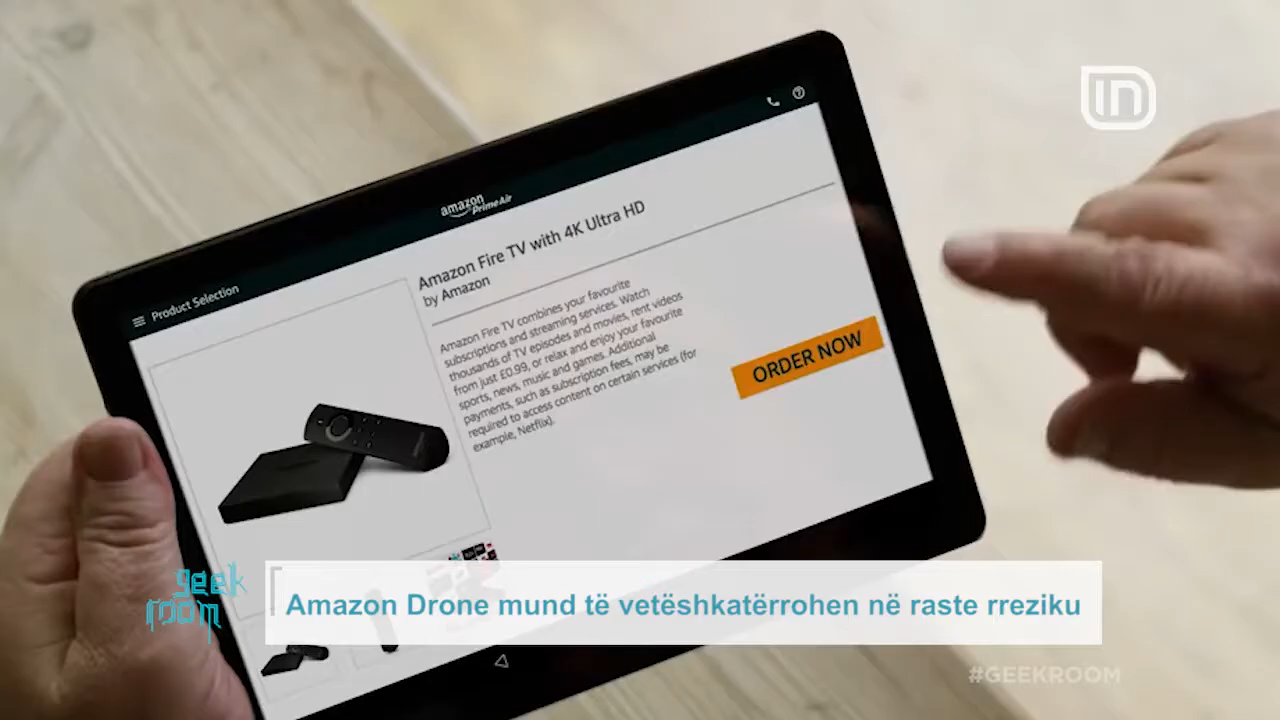 IN
amazon
Prime Air
Product Selection
Amazon Fire TV with 4K Ultra HD
by Amazon
Amazon Fire TV combines your favourite
subscriptions and streaming services. Watch
thousands of TV episodes and movies, rent videos
from just £0.99, or relax and enjoy your favourite
sports, news, music and games. Additional
payments, such as subscription fees, may be
required to access content on certain services (for
example, Netflix).
ORDER NOW
geek
room
Amazon Drone mund të vetëshkatërrohen në raste rreziku
#GEEKROOM